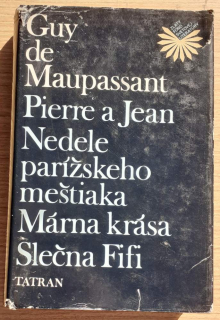 Guy
de
Maupassant
Pierre a Jean
Nedele
parížskeho
meštiaka
Márna krása
Slečna Fifi
TATRAN